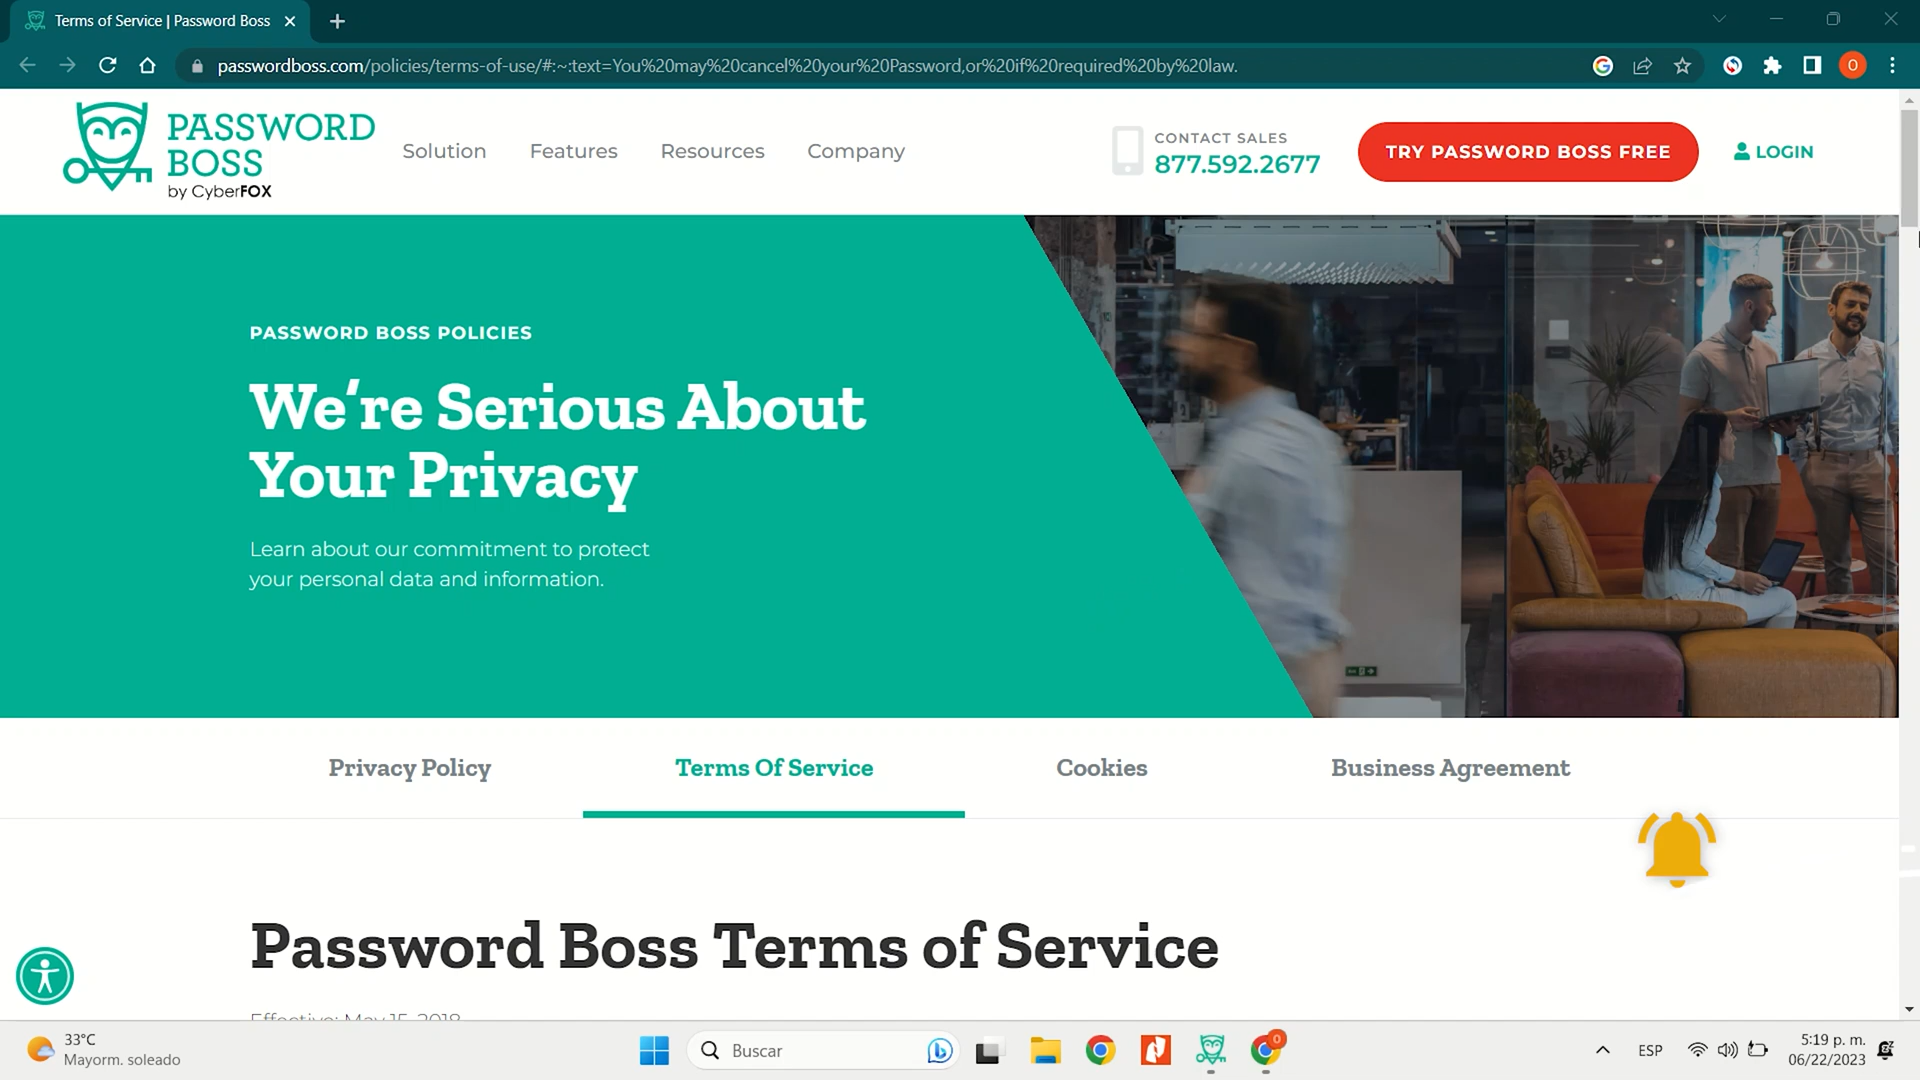 Terms of Service | Password Boss
passwordboss.com/policies/terms-of-use/#:~:text=You%20may%20cancel%20your%20Password,or%20if%20required%20by%20law.
O
PASSWORD
BOSS
by CyberFOX
Solution
Features
Resources
Company
CONTACT SALES
877.592.2677
TRY PASSWORD BOSS FREE
LOGIN
PASSWORD BOSS POLICIES
We’re Serious About
Your Privacy
Learn about our commitment to protect
your personal data and information.
Privacy Policy
Terms Of Service
Cookies
Business Agreement
Password Boss Terms of Service
Effective: May 15, 2018
33°C
Mayorm. soleado
Buscar
ESP
5:19 p. m.
06/22/2023